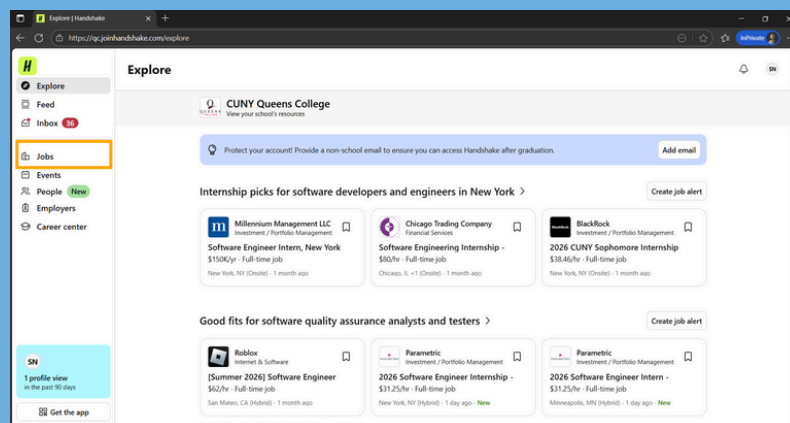 Explore | Handshake
https://qc.joinhandshake.com/explore
InPrivate
H
Explore
Feed
Inbox 36
Jobs
Events
People New
Employers
Career center
SN
1 profile view
in the past 90 days
Get the app
Explore
SN
QUEENS
CUNY Queens College
View your school's resources
Protect your account! Provide a non-school email to ensure you can access Handshake after graduation.
Add email
Internship picks for software developers and engineers in New York >
Create job alert
m
Millennium Management LLC
Investment / Portfolio Management
Software Engineer Intern, New York
$150K/yr · Full-time job
New York, NY (Onsite) · 1 month ago
Chicago Trading Company
Financial Services
Software Engineering Internship -
$80/hr · Full-time job
Chicago, IL +1 (Onsite) · 1 month ago
BlackRock
BlackRock
Investment / Portfolio Management
2026 CUNY Sophomore Internship
$38.46/hr · Full-time job
New York, NY (Onsite) · 1 month ago
Good fits for software quality assurance analysts and testers >
Create job alert
Roblox
Internet & Software
[Summer 2026] Software Engineer
$62/hr · Full-time job
San Mateo, CA (Hybrid) · 1 month ago
Parametric
Investment / Portfolio Management
2026 Software Engineer Internship -
$31.25/hr · Full-time job
New York, NY (Hybrid) · 1 day ago · New
Parametric
Investment / Portfolio Management
2026 Software Engineer Intern -
$31.25/hr · Full-time job
Minneapolis, MN (Hybrid) · 1 day ago · New